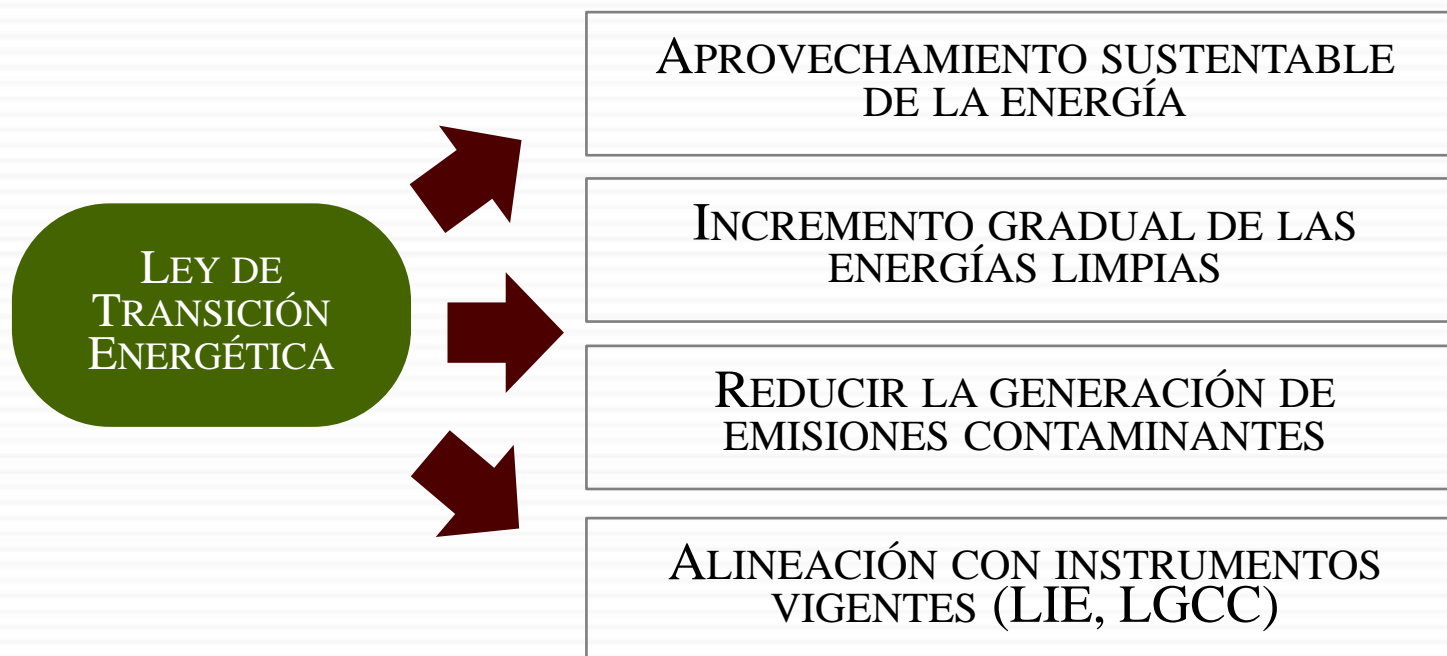 LEY DE
TRANSICIÓN
ENERGÉTICA
APROVECHAMIENTO SUSTENTABLE
DE LA ENERGÍA
INCREMENTO GRADUAL DE LAS
ENERGÍAS LIMPIAS
REDUCIR LA GENERACIÓN DE
EMISIONES CONTAMINANTES
ALINEACIÓN CON INSTRUMENTOS
VIGENTES (LIE, LGCC)